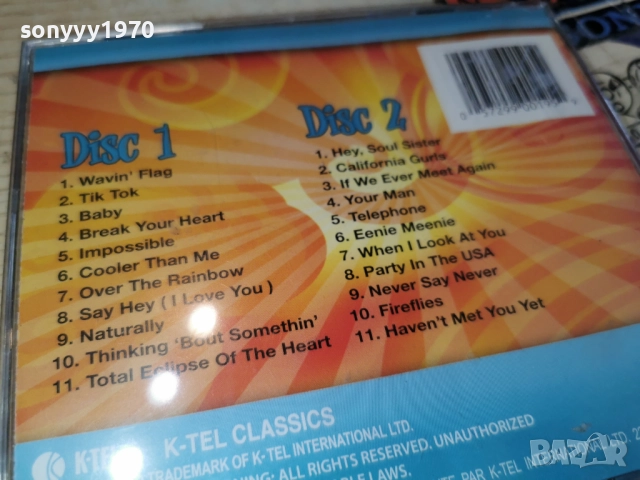 sonyyy1970
Disc 1
1. Wavin' Flag
2. Tik Tok
3. Baby
4. Break Your Heart
5. Impossible
6. Cooler Than Me
7. Over The Rainbow
8. Say Hey ( I Love You )
9. Naturally
10. Thinking 'Bout Somethin'
11. Total Eclipse Of The Heart
Disc 2
1. Hey, Soul Sister
2. California Gurls
3. If We Ever Meet Again
4. Your Man
5. Telephone
6. Eenie Meenie
7. When I Look At You
8. Party In The USA
9. Never Say Never
10. Fireflies
11. Haven't Met You Yet
K-TEL
K-TEL CLASSICS
TRADEMARK OF K-TEL INTERNATIONAL LTD.
ALL RIGHTS RESERVED. UNAUTHORIZED
LAWS.
PAR K-TEL
LTD.
BAZAR